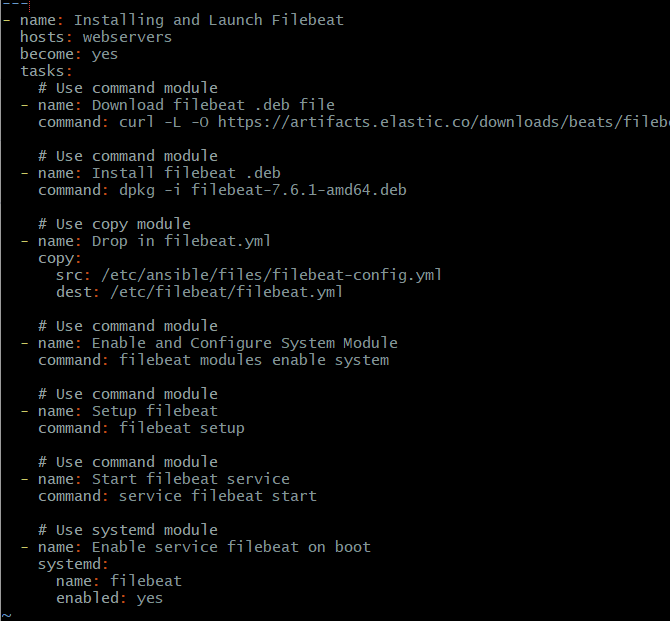 ---
- name: Installing and Launch Filebeat
  hosts: webservers
  become: yes
  tasks:
    # Use command module
  - name: Download filebeat .deb file
    command: curl -L -O https://artifacts.elastic.co/downloads/beats/filebe

    # Use command module
  - name: Install filebeat .deb
    command: dpkg -i filebeat-7.6.1-amd64.deb

    # Use copy module
  - name: Drop in filebeat.yml
    copy:
      src: /etc/ansible/files/filebeat-config.yml
      dest: /etc/filebeat/filebeat.yml

    # Use command module
  - name: Enable and Configure System Module
    command: filebeat modules enable system

    # Use command module
  - name: Setup filebeat
    command: filebeat setup

    # Use command module
  - name: Start filebeat service
    command: service filebeat start

    # Use systemd module
  - name: Enable service filebeat on boot
    systemd:
      name: filebeat
      enabled: yes
~